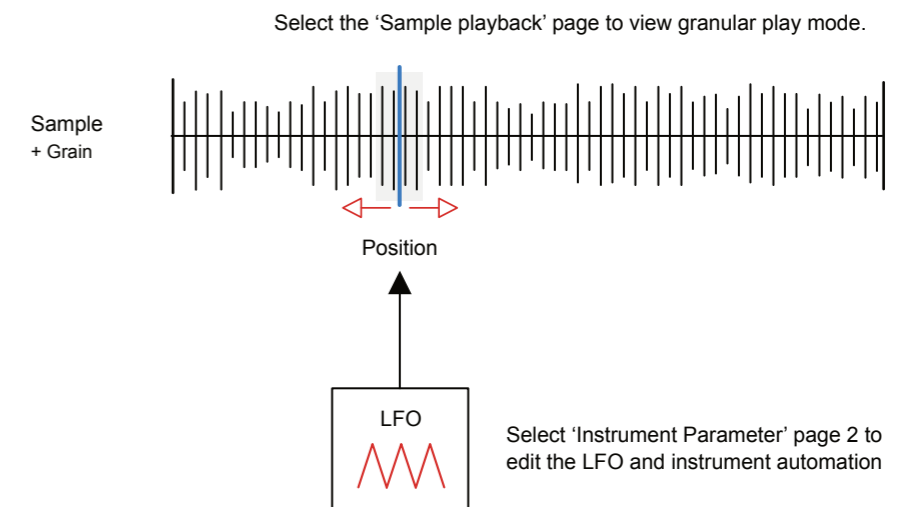 Select the ‘Sample playback’ page to view granular play mode.
Sample
+ Grain
Position
LFO
Select ‘Instrument Parameter’ page 2 to
edit the LFO and instrument automation